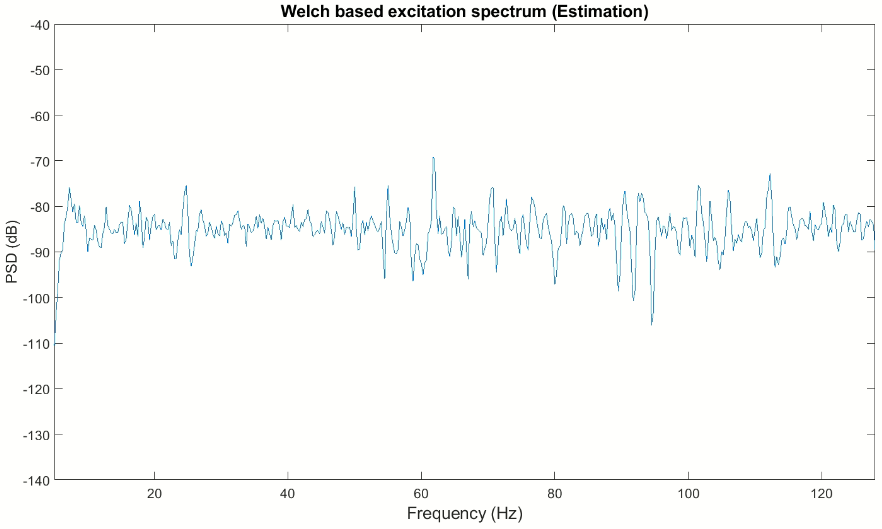 Welch based excitation spectrum (Estimation)
-40
-50
-60
-70
-80
-90
-100
-110
-120
-130
-140
PSD (dB)
20 40 60 80 100 120
Frequency (Hz)